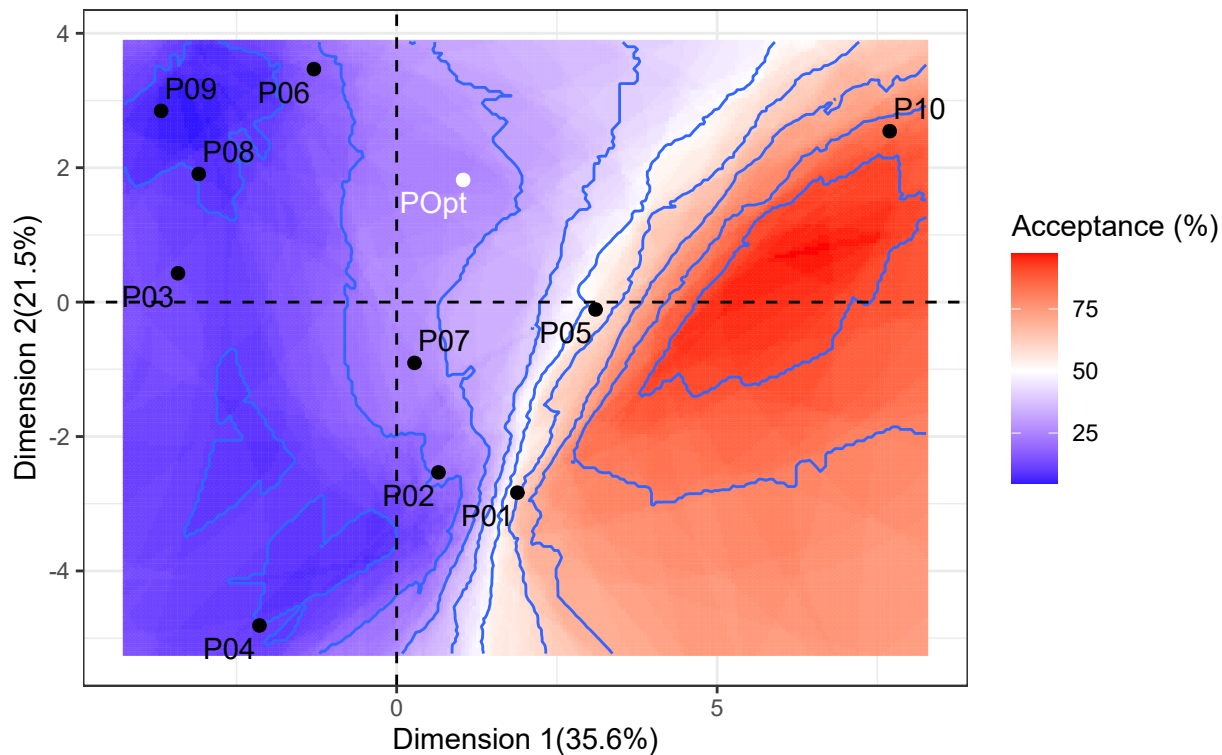 4
2
0
-2
-4
0
5
Dimension 1(35.6%)
Dimension 2(21.5%)
P09
P06
P10
P08
POpt
P03
P05
P07
P02
P01
P04
Acceptance (%)
75
50
25